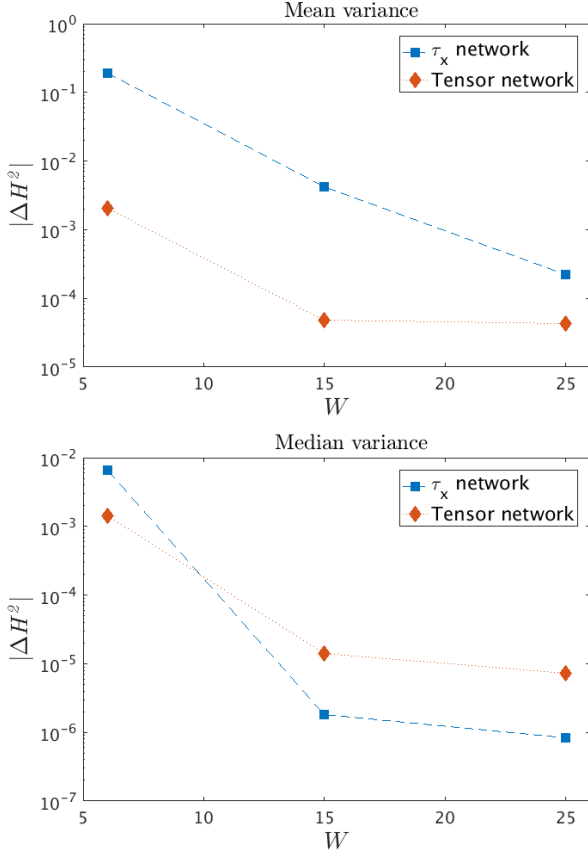 Mean variance
10^0
10^-1
10^-2
10^-3
10^-4
10^-5
|ΔH^2|
τ_x network
Tensor network
5 10 15 20 25
W
Median variance
10^-2
10^-3
10^-4
10^-5
10^-6
10^-7
|ΔH^2|
τ_x network
Tensor network
5 10 15 20 25
W